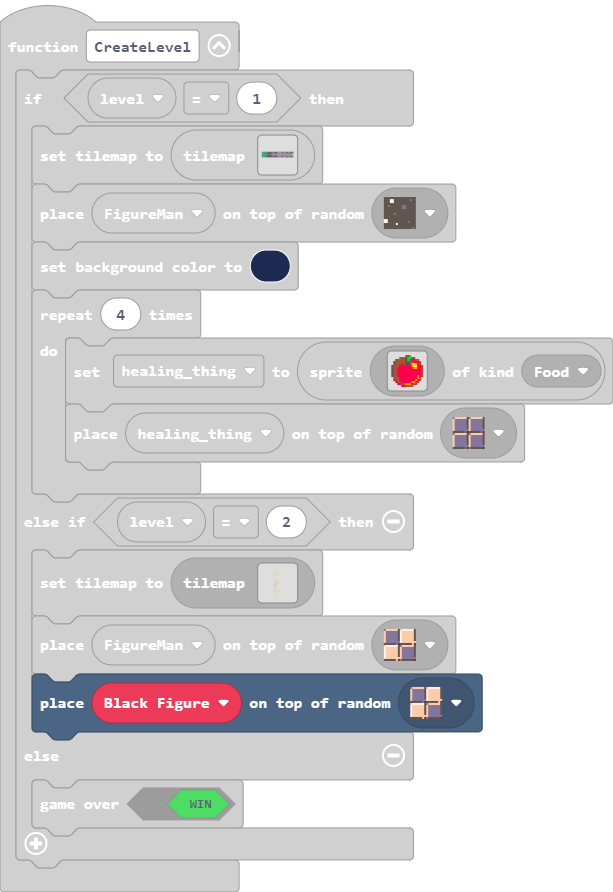 function CreateLevel
if level = 1 then
set tilemap to tilemap
place FigureMan on top of random
set background color to
repeat 4 times
do
set healing_thing to sprite of kind Food
place healing_thing on top of random
else if level = 2 then
set tilemap to tilemap
place FigureMan on top of random
place Black Figure on top of random
else
game over WIN